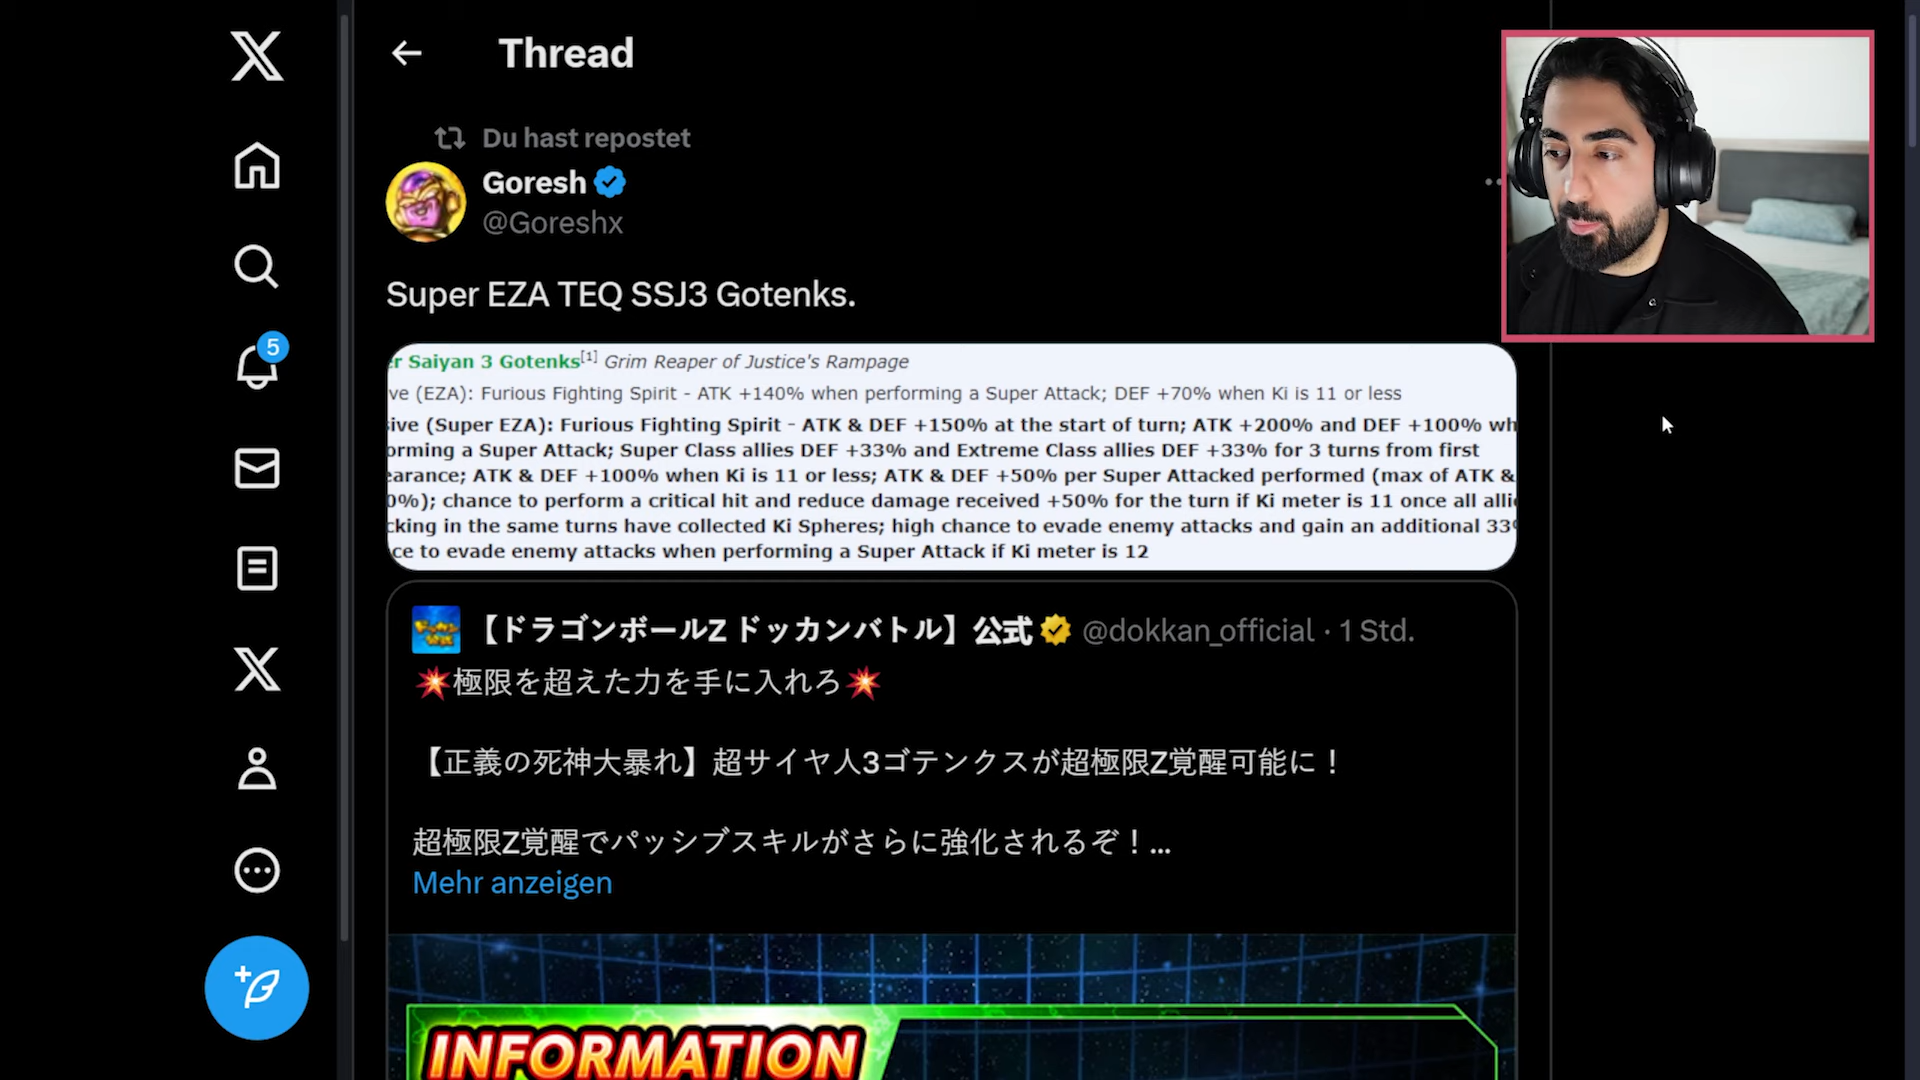 Thread
Du hast repostet
Goresh
@Goreshx
Super EZA TEQ SSJ3 Gotenks.
r Saiyan 3 Gotenks[1] Grim Reaper of Justice's Rampage
ve (EZA): Furious Fighting Spirit - ATK +140% when performing a Super Attack; DEF +70% when Ki is 11 or less
ive (Super EZA): Furious Fighting Spirit - ATK & DEF +150% at the start of turn; ATK +200% and DEF +100% wh
orming a Super Attack; Super Class allies DEF +33% and Extreme Class allies DEF +33% for 3 turns from first
earance; ATK & DEF +100% when Ki is 11 or less; ATK & DEF +50% per Super Attacked performed (max of ATK &
0%); chance to perform a critical hit and reduce damage received +50% for the turn if Ki meter is 11 once all alli
cking in the same turns have collected Ki Spheres; high chance to evade enemy attacks and gain an additional 33%
ce to evade enemy attacks when performing a Super Attack if Ki meter is 12
【ドラゴンボールZ ドッカンバトル】公式 @dokkan_official · 1 Std.
💥極限を超えた力を手に入れろ💥
【正義の死神大暴れ】超サイヤ人3ゴテンクスが超極限Z覚醒可能に！
超極限Z覚醒でパッシブスキルがさらに強化されるぞ！...
Mehr anzeigen
INFORMATION
5